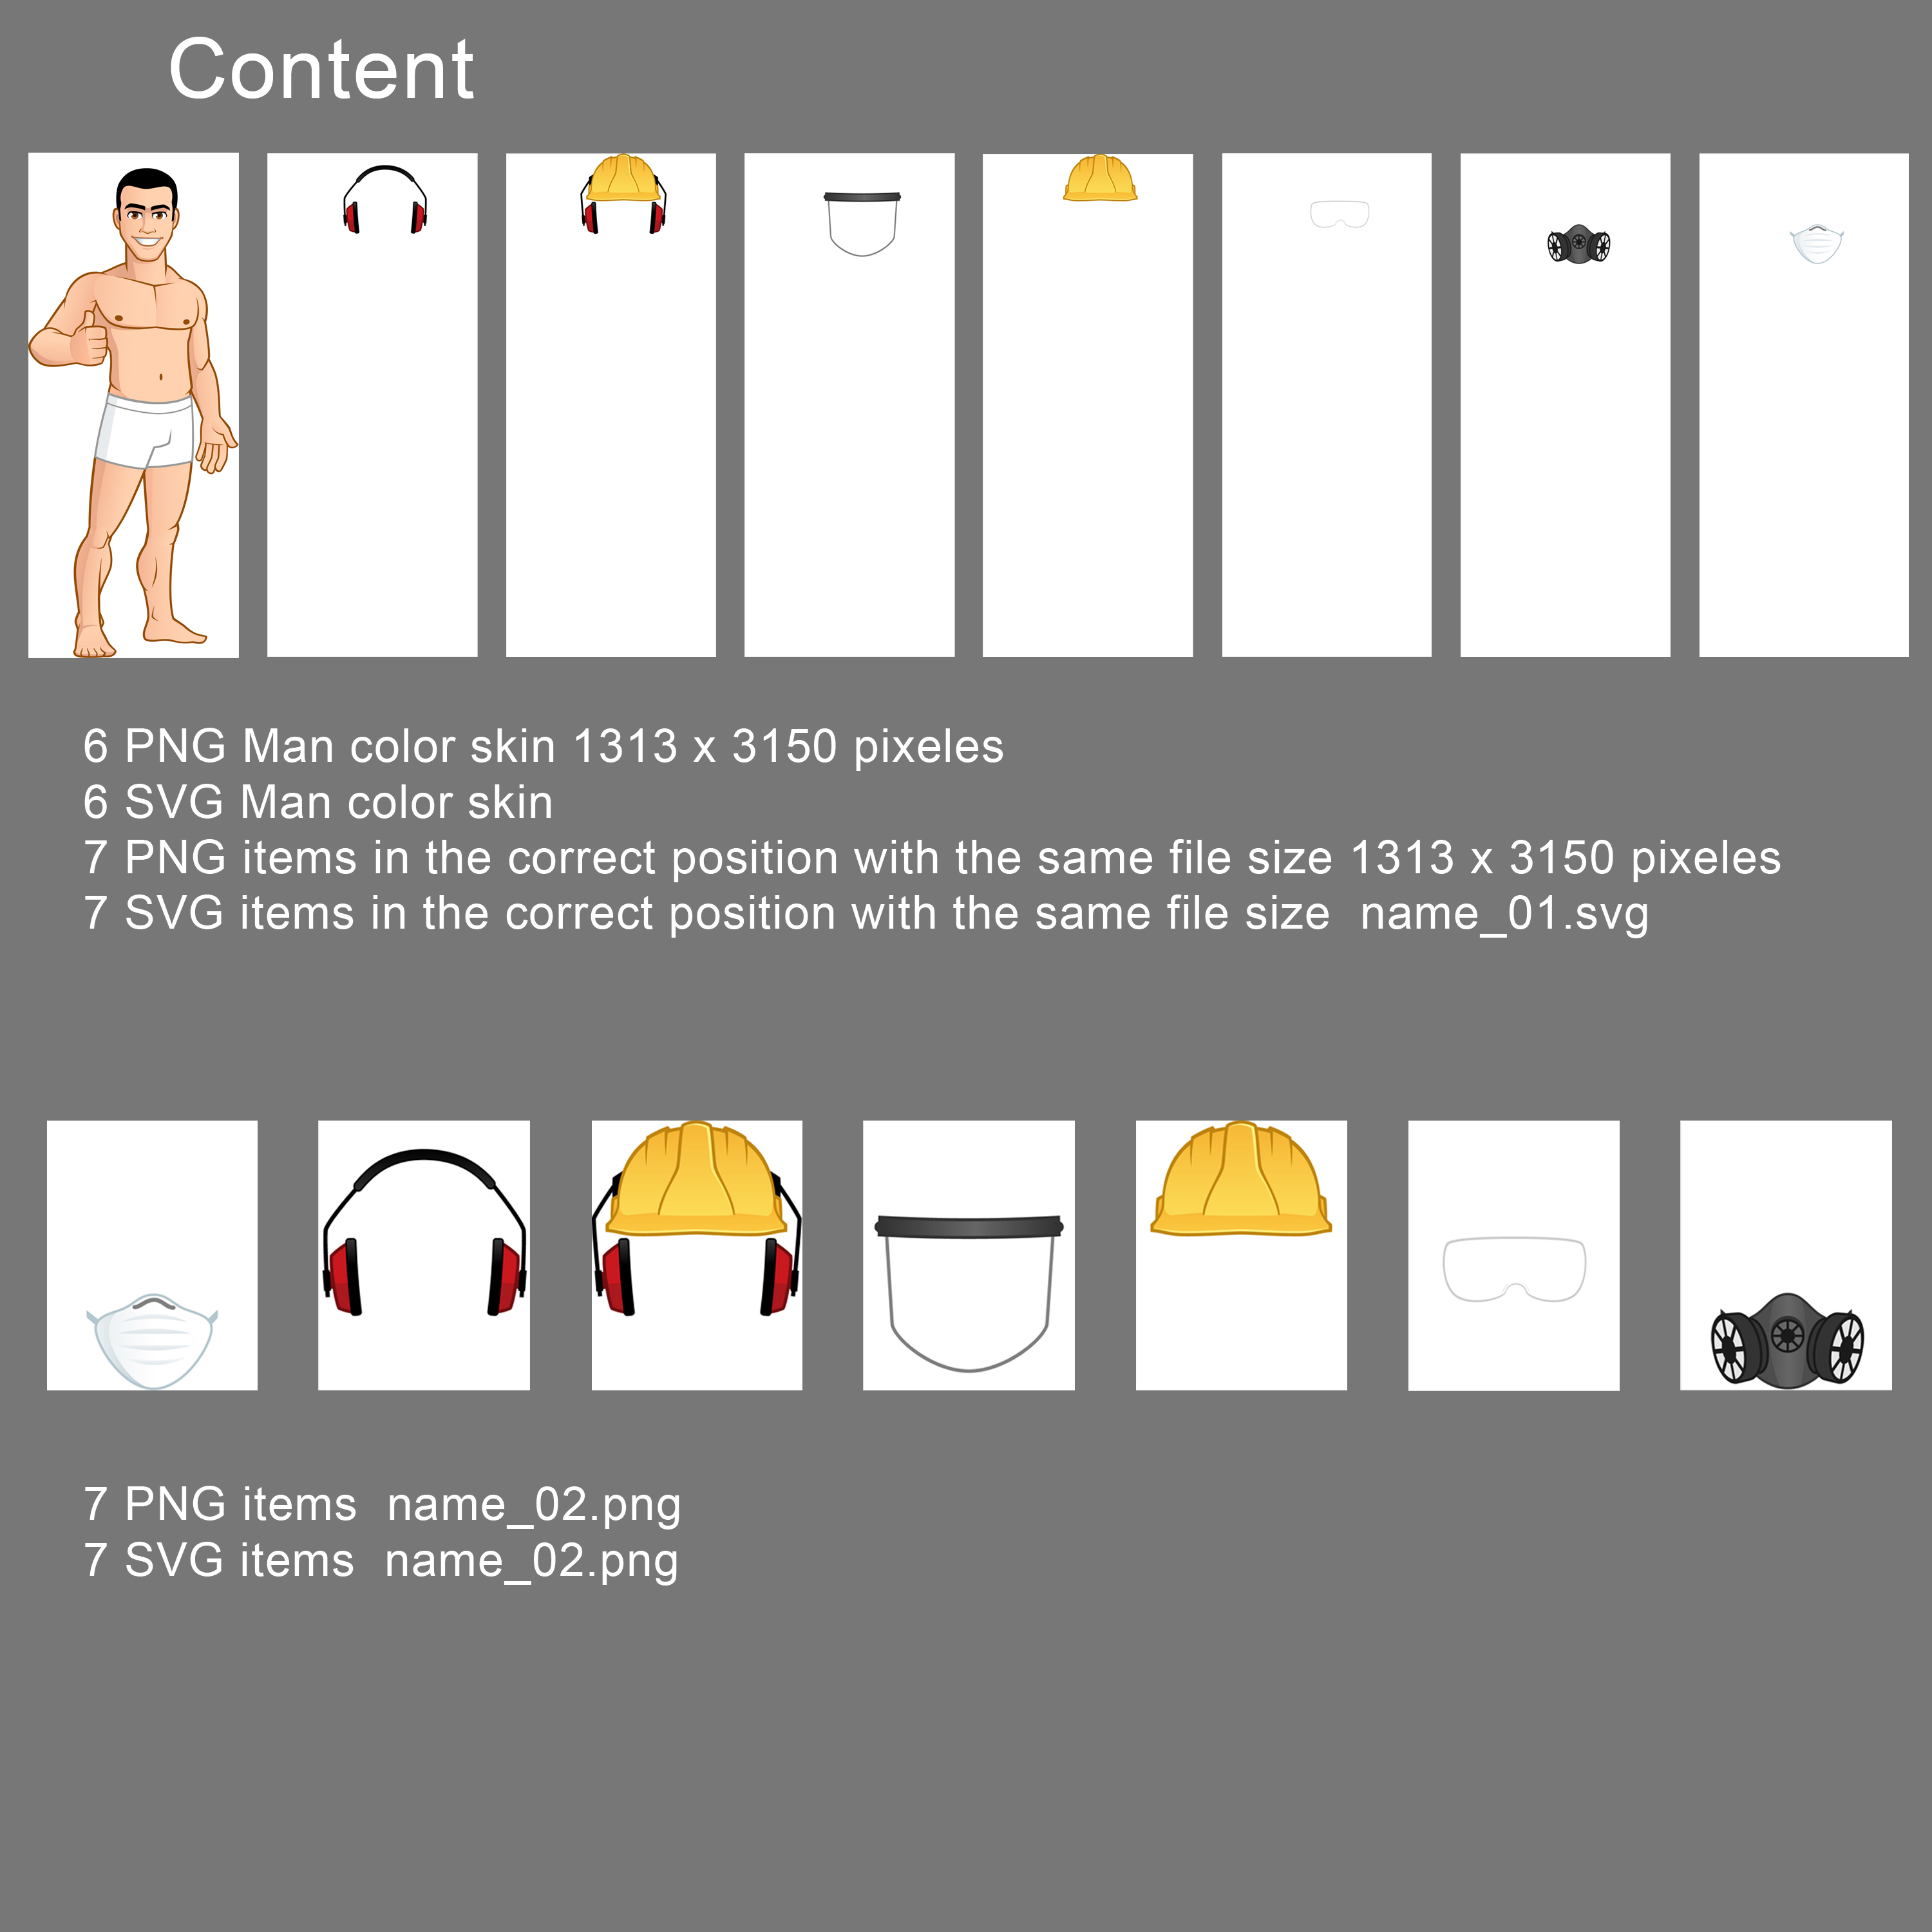 Content
6 PNG Man color skin 1313 x 3150 pixeles
6 SVG Man color skin
7 PNG items in the correct position with the same file size 1313 x 3150 pixeles
7 SVG items in the correct position with the same file size name_01.svg
7 PNG items name_02.png
7 SVG items name_02.png